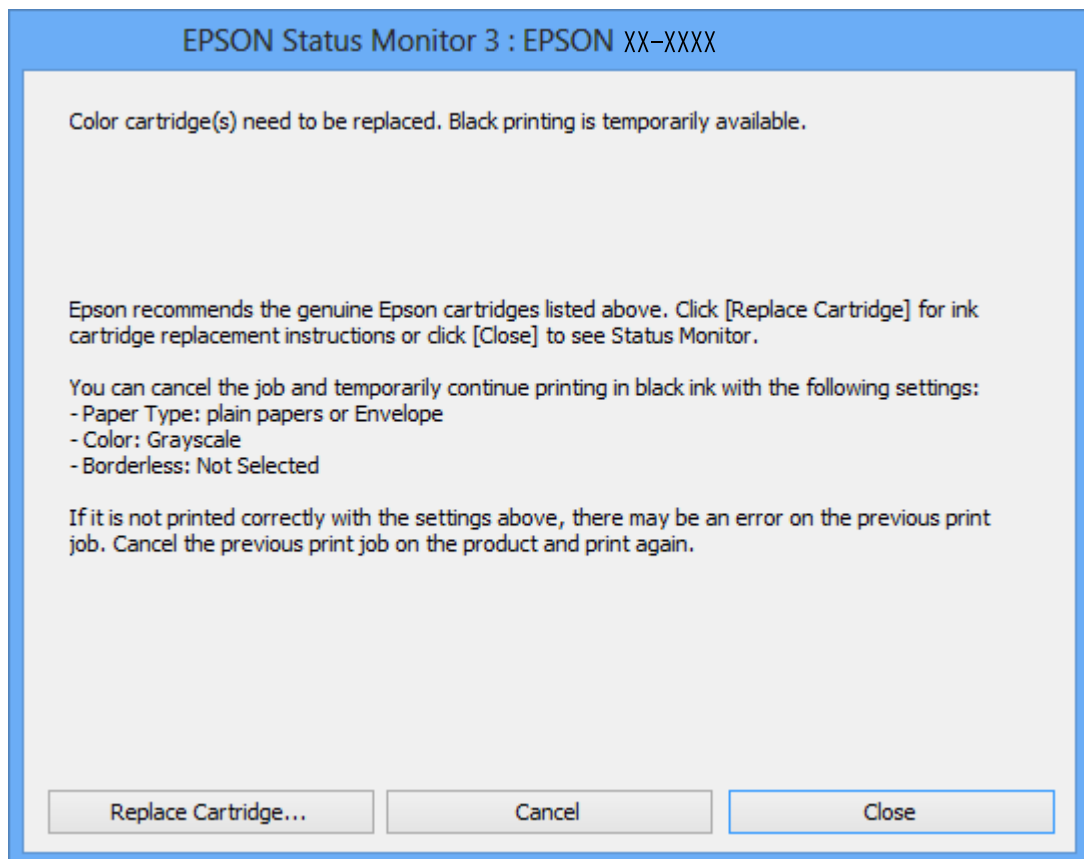 EPSON Status Monitor 3 : EPSON XX-XXXX
Color cartridge(s) need to be replaced. Black printing is temporarily available.
Epson recommends the genuine Epson cartridges listed above. Click [Replace Cartridge] for ink
cartridge replacement instructions or click [Close] to see Status Monitor.
You can cancel the job and temporarily continue printing in black ink with the following settings:
- Paper Type: plain papers or Envelope
- Color: Grayscale
- Borderless: Not Selected
If it is not printed correctly with the settings above, there may be an error on the previous print
job. Cancel the previous print job on the product and print again.
Replace Cartridge... Cancel Close